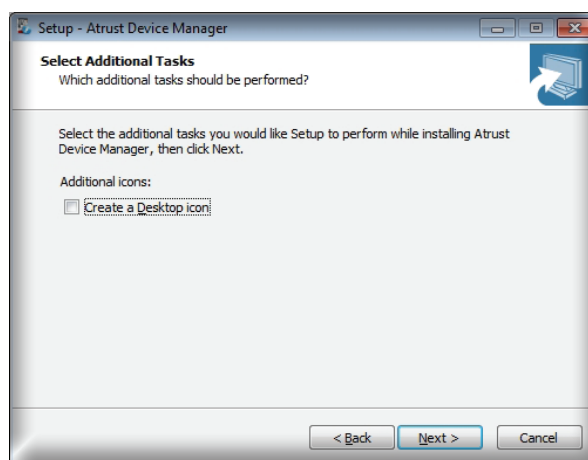 Setup - Atrust Device Manager
Select Additional Tasks
Which additional tasks should be performed?
Select the additional tasks you would like Setup to perform while installing Atrust
Device Manager, then click Next.
Additional icons:
Create a Desktop icon
< Back
Next >
Cancel